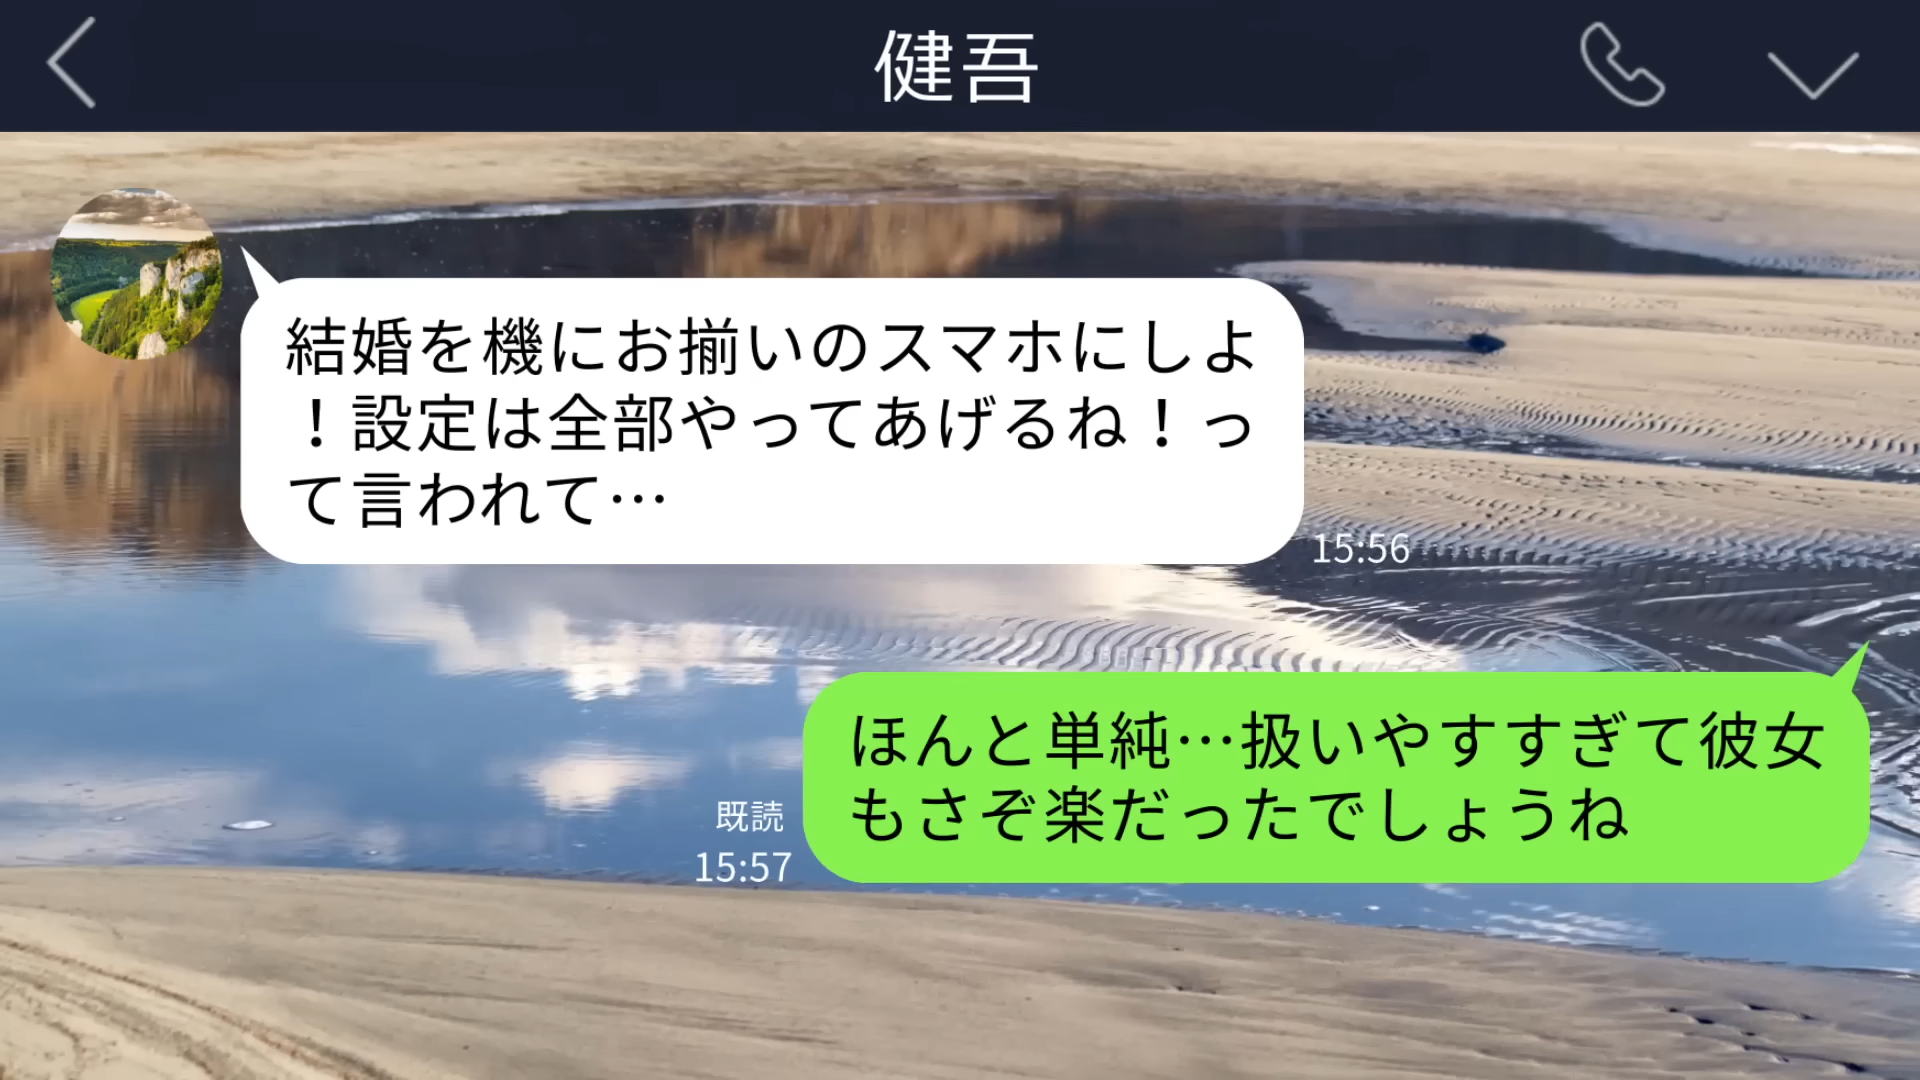 健吾
結婚を機にお揃いのスマホにしよ
！設定は全部やってあげるね！っ
て言われて…
15:56
ほんと単純…扱いやすすぎて彼女
もさぞ楽だったでしょうね
既読
15:57